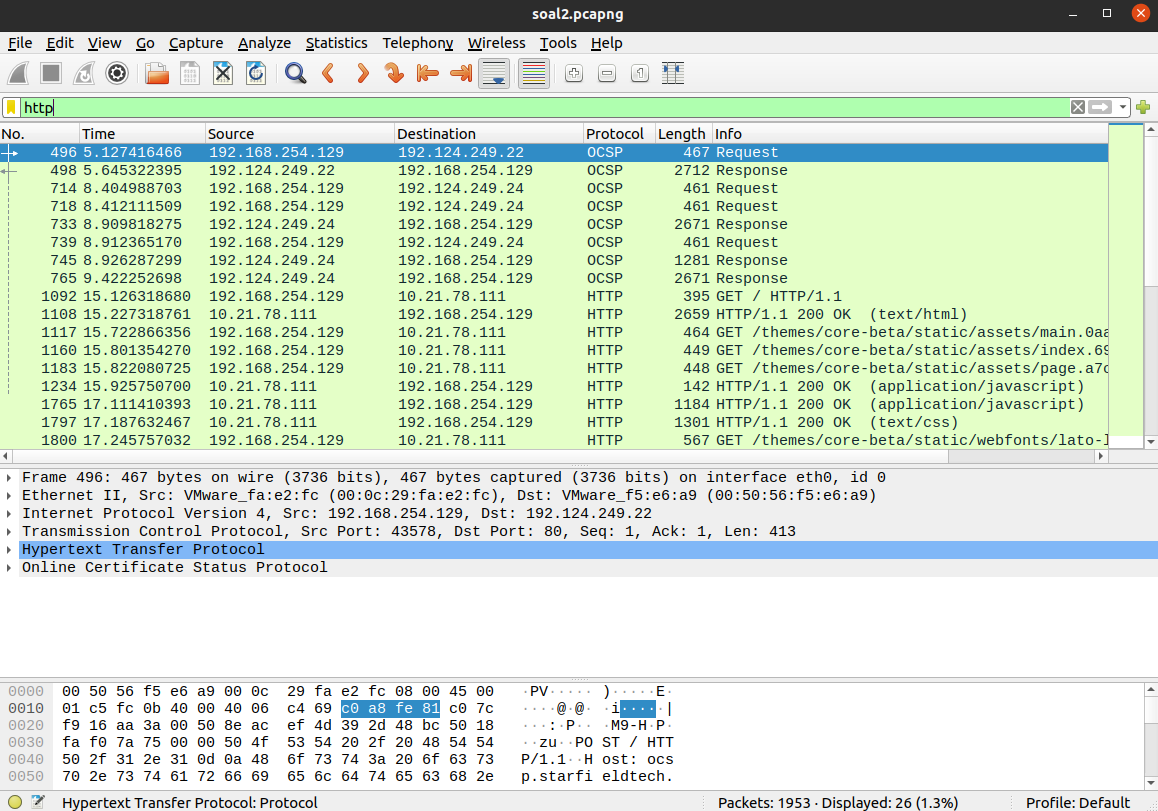 soal2.pcapng
File Edit View Go Capture Analyze Statistics Telephony Wireless Tools Help
http
No. Time Source Destination Protocol Length Info
496 5.127416466 192.168.254.129 192.124.249.22 OCSP 467 Request
498 5.645322395 192.124.249.22 192.168.254.129 OCSP 2712 Response
714 8.404988703 192.168.254.129 192.124.249.24 OCSP 461 Request
718 8.412111509 192.168.254.129 192.124.249.24 OCSP 461 Request
733 8.909818275 192.124.249.24 192.168.254.129 OCSP 2671 Response
739 8.912365170 192.168.254.129 192.124.249.24 OCSP 461 Request
745 8.926287299 192.124.249.24 192.168.254.129 OCSP 1281 Response
765 9.422252698 192.124.249.24 192.168.254.129 OCSP 2671 Response
1092 15.126318680 192.168.254.129 10.21.78.111 HTTP 395 GET / HTTP/1.1
1108 15.227318761 10.21.78.111 192.168.254.129 HTTP 2659 HTTP/1.1 200 OK (text/html)
1117 15.722866356 192.168.254.129 10.21.78.111 HTTP 464 GET /themes/core-beta/static/assets/main.0aa
1160 15.801354270 192.168.254.129 10.21.78.111 HTTP 449 GET /themes/core-beta/static/assets/index.69
1183 15.822080725 192.168.254.129 10.21.78.111 HTTP 448 GET /themes/core-beta/static/assets/page.a7c
1234 15.925750700 10.21.78.111 192.168.254.129 HTTP 142 HTTP/1.1 200 OK (application/javascript)
1765 17.111410393 10.21.78.111 192.168.254.129 HTTP 1184 HTTP/1.1 200 OK (application/javascript)
1797 17.187632467 10.21.78.111 192.168.254.129 HTTP 1301 HTTP/1.1 200 OK (text/css)
1800 17.245757032 192.168.254.129 10.21.78.111 HTTP 567 GET /themes/core-beta/static/webfonts/lato-l
Frame 496: 467 bytes on wire (3736 bits), 467 bytes captured (3736 bits) on interface eth0, id 0
Ethernet II, Src: VMware_fa:e2:fc (00:0c:29:fa:e2:fc), Dst: VMware_f5:e6:a9 (00:50:56:f5:e6:a9)
Internet Protocol Version 4, Src: 192.168.254.129, Dst: 192.124.249.22
Transmission Control Protocol, Src Port: 43578, Dst Port: 80, Seq: 1, Ack: 1, Len: 413
Hypertext Transfer Protocol
Online Certificate Status Protocol
0000 00 50 56 f5 e6 a9 00 0c 29 fa e2 fc 08 00 45 00 ·PV····· )·····E·
0010 01 c5 fc 0b 40 00 40 06 c4 69 c0 a8 fe 81 c0 7c ····@·@· ·i·····|
0020 f9 16 aa 3a 00 50 8e ac ef 4d 39 2d 48 bc 50 18 ···:·P·· ·M9-H·P·
0030 fa f0 7a 75 00 00 50 4f 53 54 20 2f 20 48 54 54 ··zu··PO ST / HTT
0040 50 2f 31 2e 31 0d 0a 48 6f 73 74 3a 20 6f 63 73 P/1.1··H ost: ocs
0050 70 2e 73 74 61 72 66 69 65 6c 64 74 65 63 68 2e p.starfi eldtech.
Hypertext Transfer Protocol: Protocol Packets: 1953 · Displayed: 26 (1.3%) Profile: Default